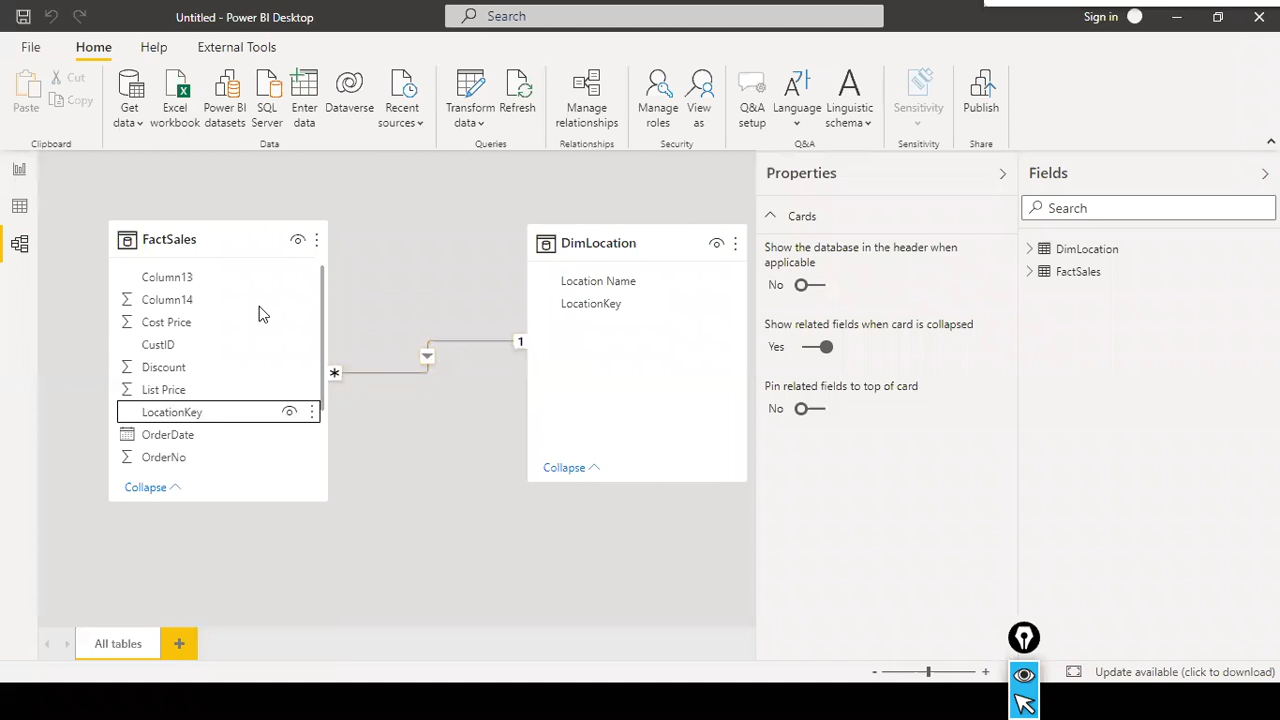 Untitled - Power BI Desktop
Search
Sign in
File
Home
Help
External Tools
Paste
Cut
Copy
Get data
Excel workbook
Power BI datasets
SQL Server
Enter data
Dataverse
Recent sources
Transform data
Refresh
Manage relationships
Manage roles
View as
Q&A setup
Language
Linguistic schema
Sensitivity
Publish
Clipboard
Data
Queries
Relationships
Security
Q&A
Sensitivity
Share
FactSales
Column13
Column14
Cost Price
CustID
Discount
List Price
LocationKey
OrderDate
OrderNo
Collapse
*
1
DimLocation
Location Name
LocationKey
Collapse
Properties
Cards
Show the database in the header when
applicable
No
Show related fields when card is collapsed
Yes
Pin related fields to top of card
No
Fields
Search
DimLocation
FactSales
All tables
+
- +
Update available (click to download)